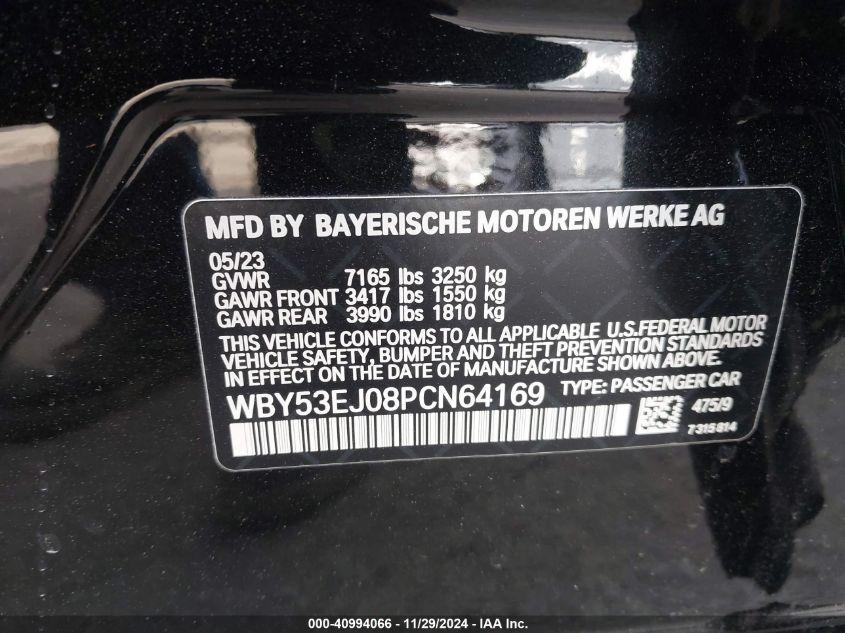 MFD BY BAYERISCHE MOTOREN WERKE AG
05/23
GVWR 7165 lbs 3250 kg
GAWR FRONT 3417 lbs 1550 kg
GAWR REAR 3990 lbs 1810 kg
THIS VEHICLE CONFORMS TO ALL APPLICABLE U.S.FEDERAL MOTOR
VEHICLE SAFETY, BUMPER AND THEFT PREVENTION STANDARDS
IN EFFECT ON THE DATE OF MANUFACTURE SHOWN ABOVE.
WBY53EJ08PCN64169 TYPE: PASSENGER CAR
475/9
7315814
000-40994066 - 11/29/2024 - IAA Inc.